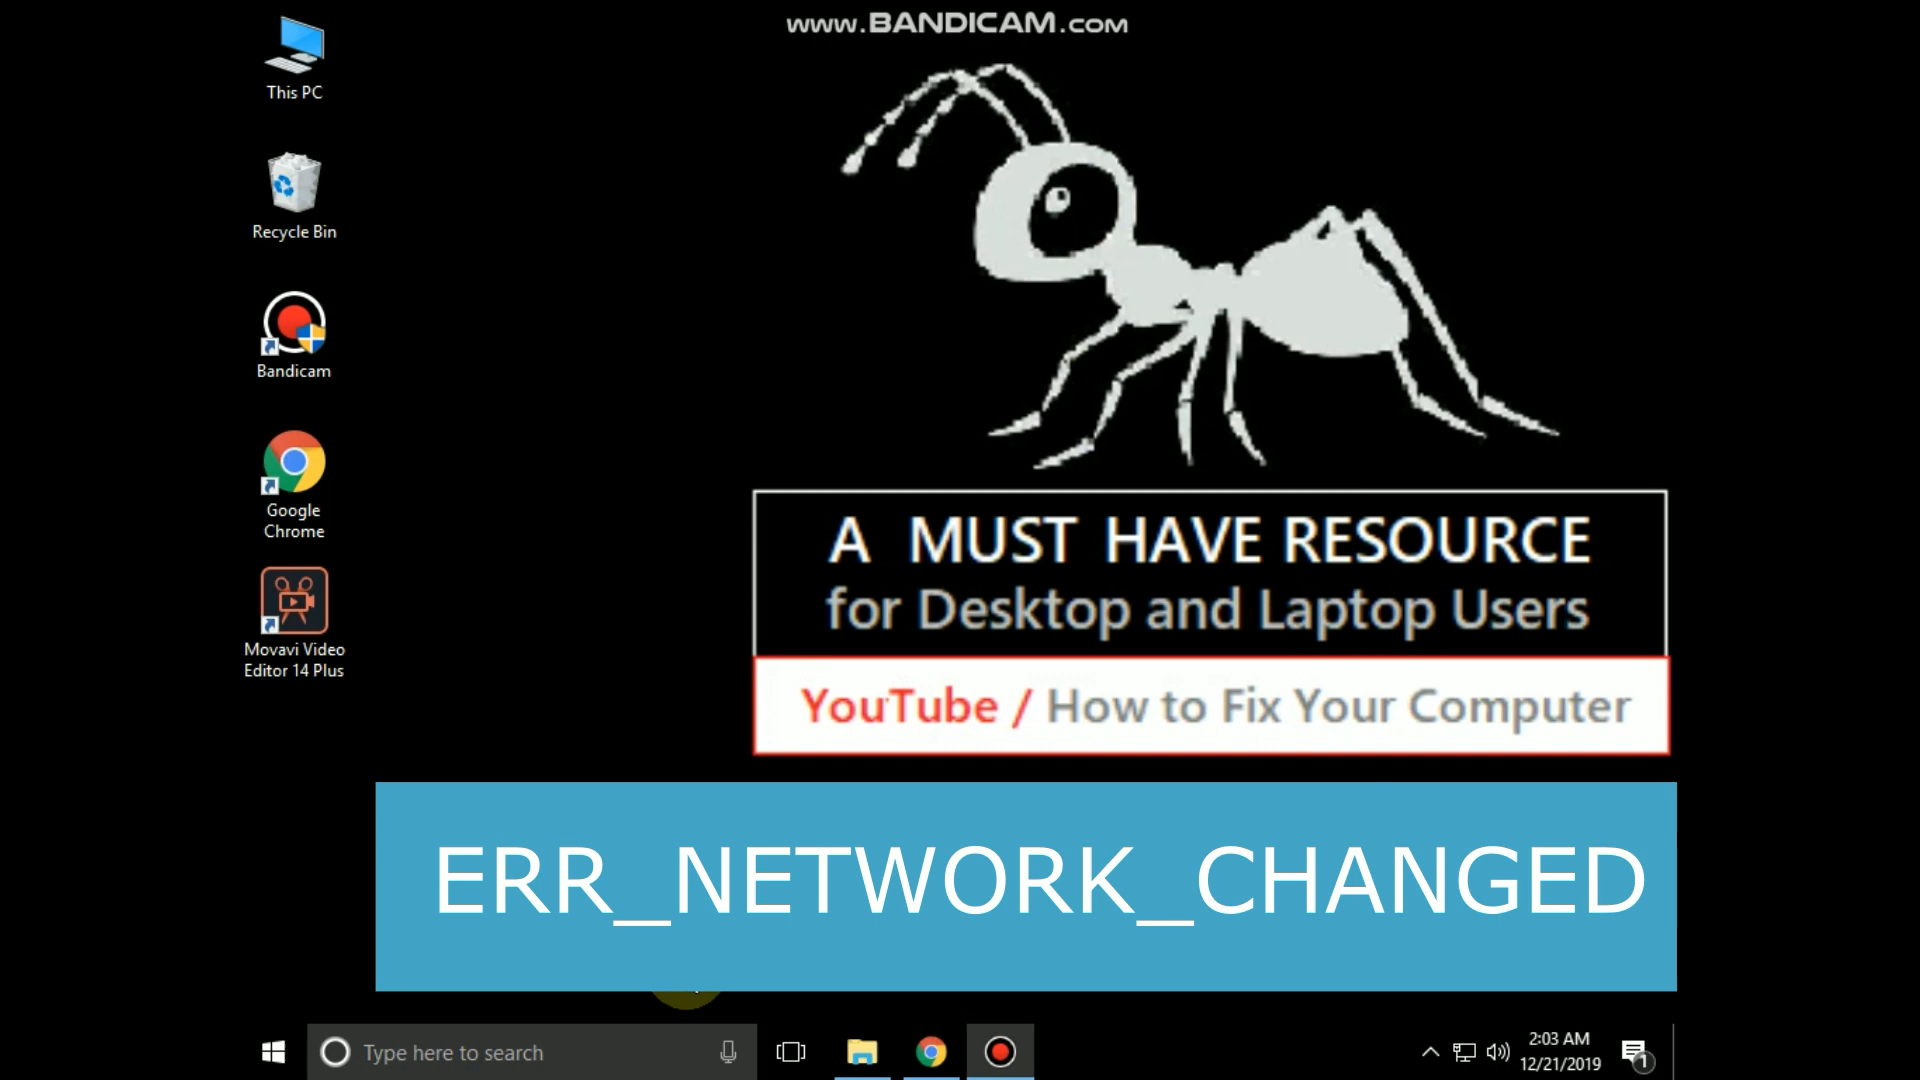 www.BANDICAM.com
This PC
Recycle Bin
Bandicam
Google
Chrome
Movavi Video
Editor 14 Plus
A MUST HAVE RESOURCE
for Desktop and Laptop Users
YouTube / How to Fix Your Computer
ERR_NETWORK_CHANGED
Type here to search
2:03 AM
12/21/2019
1